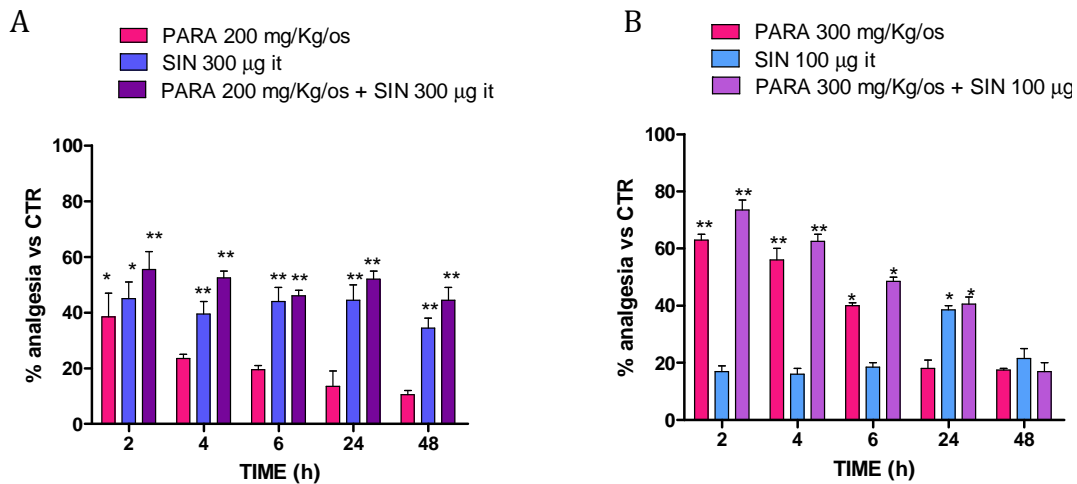 A
PARA 200 mg/Kg/os
SIN 300 μg it
PARA 200 mg/Kg/os + SIN 300 μg it
% analgesia vs CTR
100
80
60
40
20
0
* * **
** **
** **
** **
** **
2 4 6 24 48
TIME (h)
B
PARA 300 mg/Kg/os
SIN 100 μg it
PARA 300 mg/Kg/os + SIN 100 μg
% analgesia vs CTR
100
80
60
40
20
0
** **
** **
* *
* *
2 4 6 24 48
TIME (h)